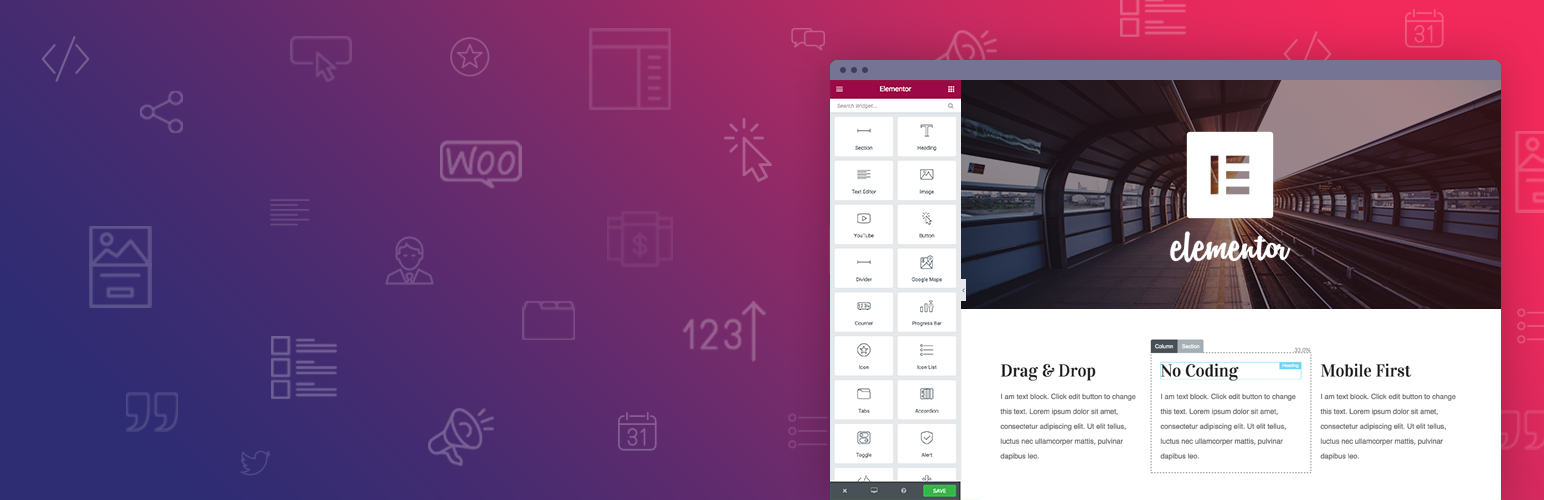 31
Woo
$
123
31
Elementor
Search Widget...
Section
Heading
Text Editor
Image
YouTube
Button
Divider
Google Maps
Counter
Progress Bar
Icon
Icon List
Tabs
Accordion
Toggle
Alert
SAVE
elementor
Column
Section
33.0%
Drag & Drop
I am text block. Click edit button to change
this text. Lorem ipsum dolor sit amet,
consectetur adipiscing elit. Ut elit tellus,
luctus nec ullamcorper mattis, pulvinar
dapibus leo.
No Coding
Heading
I am text block. Click edit button to change
this text. Lorem ipsum dolor sit amet,
consectetur adipiscing elit. Ut elit tellus,
luctus nec ullamcorper mattis, pulvinar
dapibus leo.
Mobile First
I am text block. Click edit button to change
this text. Lorem ipsum dolor sit amet,
consectetur adipiscing elit. Ut elit tellus,
luctus nec ullamcorper mattis, pulvinar
dapibus leo.